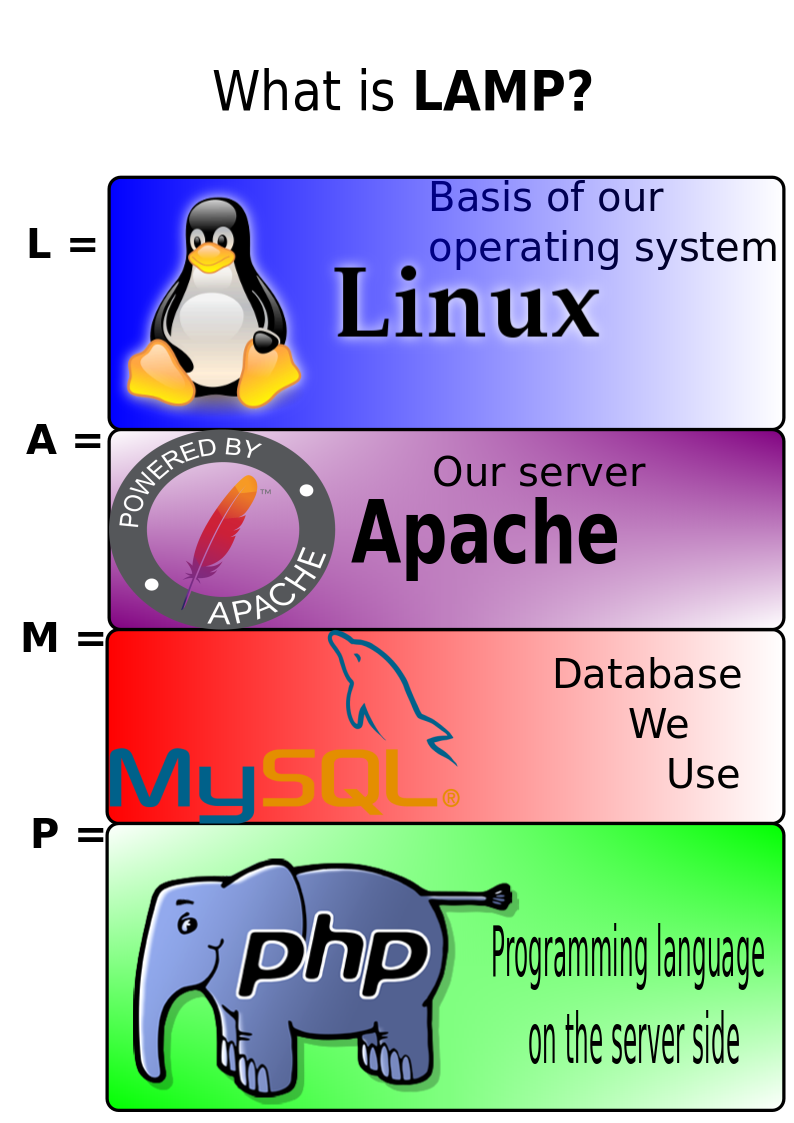 What is LAMP?
L =
Basis of our
operating system
Linux
A =
POWERED BY
APACHE
™
Our server
Apache
M =
MySQL®
Database
We
Use
P =
php
Programming language
on the server side